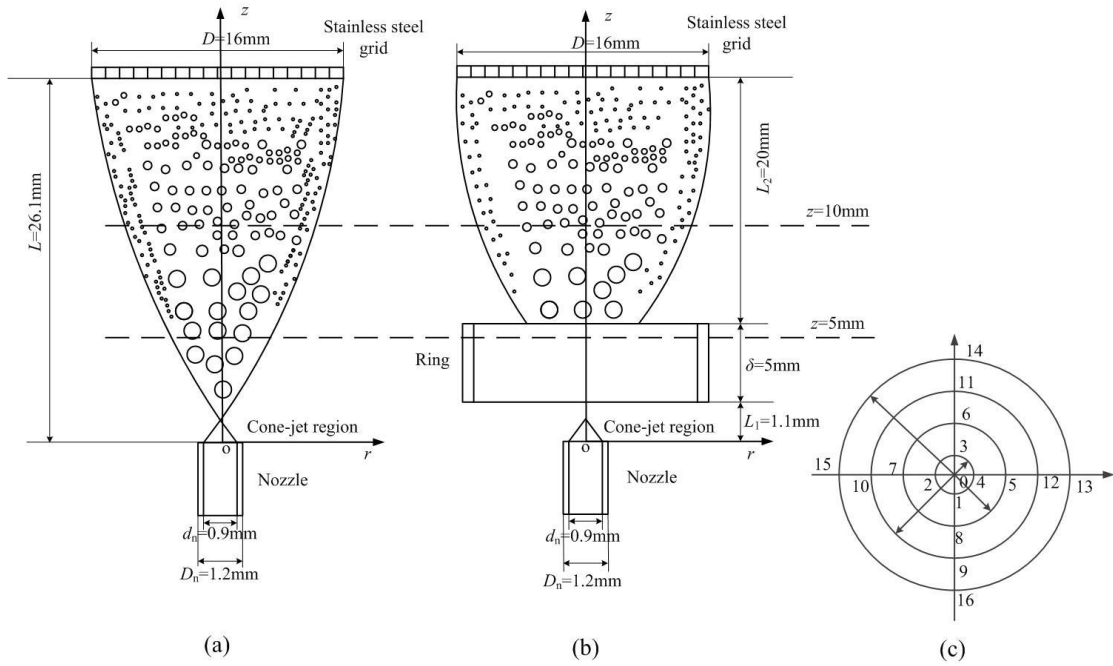 z
Stainless steel
grid
D=16mm
L=26.1mm
Cone-jet region
o
r
Nozzle
dn=0.9mm
Dn=1.2mm
(a)
z
Stainless steel
grid
D=16mm
L2=20mm
z=10mm
z=5mm
Ring
δ=5mm
L1=1.1mm
Cone-jet region
o
r
Nozzle
dn=0.9mm
Dn=1.2mm
(b)
14
11
6
3
15
10
7
2
0
4
5
12
13
1
8
9
16
(c)